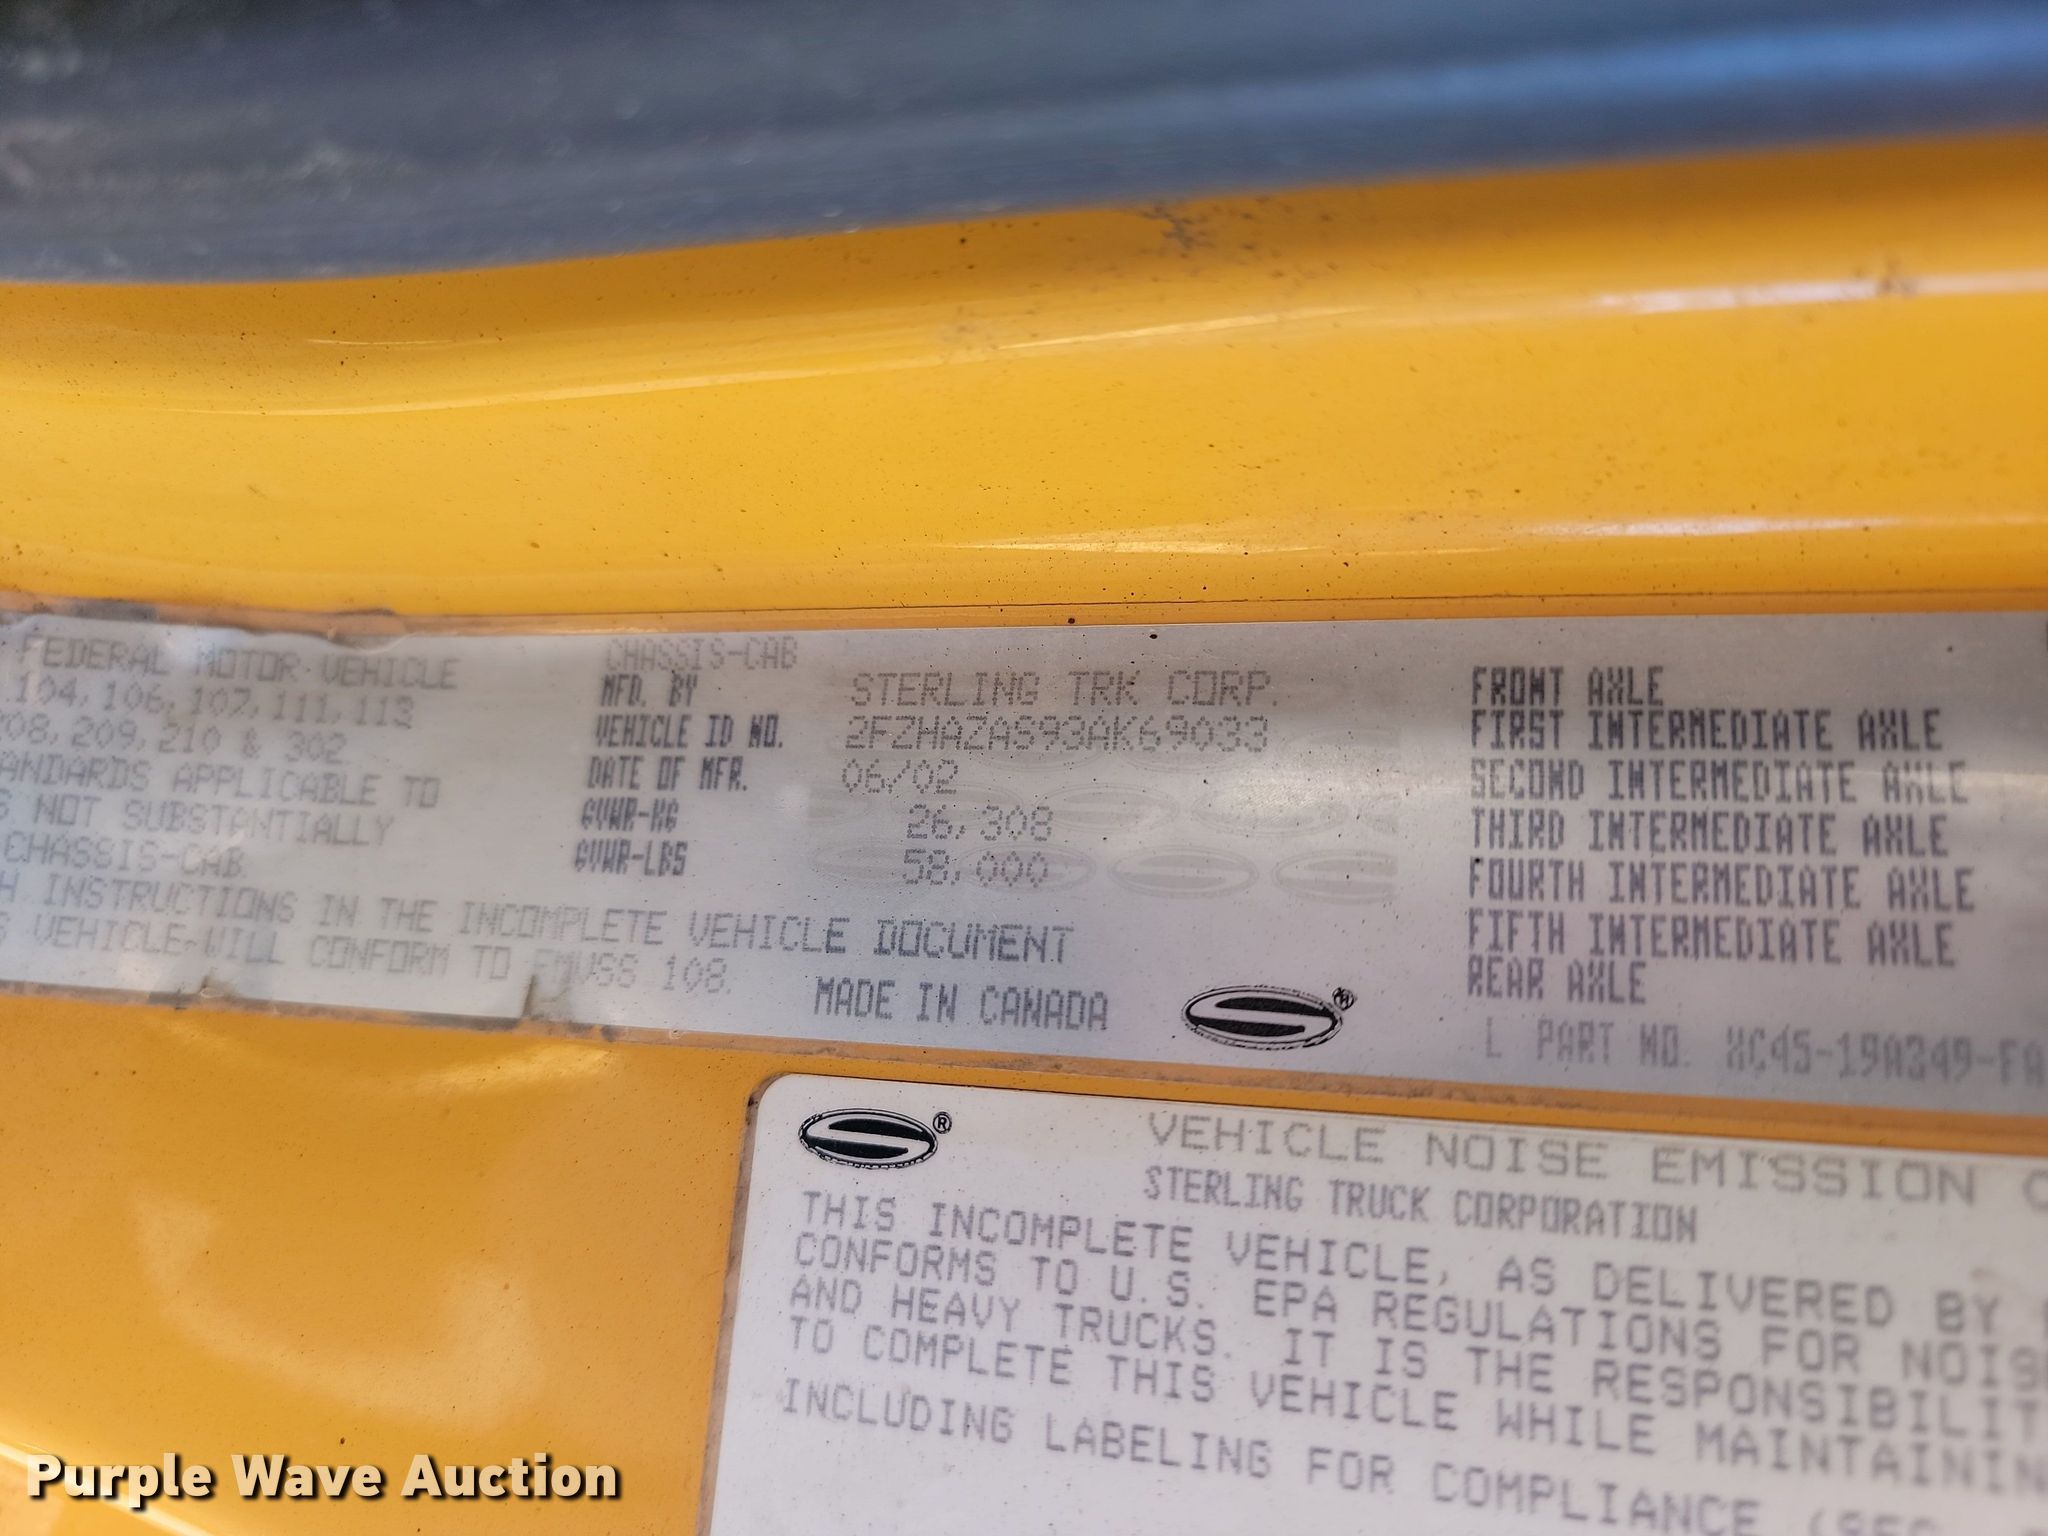 FEDERAL MOTOR VEHICLE
104, 106, 107, 111, 113
208, 209, 210 & 302
ANDARDS APPLICABLE TO
S NOT SUBSTANTIALLY
CHASSIS-CAB.
H INSTRUCTIONS IN THE INCOMPLETE VEHICLE DOCUMENT
S VEHICLE WILL CONFORM TO FMVSS 108.
CHASSIS-CAB
MFD. BY STERLING TRK CORP.
VEHICLE ID NO. 2FZHAZAS93AK69033
DATE OF MFR. 06/02
GVWR-KG 26,308
GVWR-LBS 58,000
MADE IN CANADA
FRONT AXLE
FIRST INTERMEDIATE AXLE
SECOND INTERMEDIATE AXLE
THIRD INTERMEDIATE AXLE
FOURTH INTERMEDIATE AXLE
FIFTH INTERMEDIATE AXLE
REAR AXLE
L PART NO. XC45-19A349-FA
VEHICLE NOISE EMISSION C
STERLING TRUCK CORPORATION
THIS INCOMPLETE VEHICLE, AS DELIVERED BY
CONFORMS TO U.S. EPA REGULATIONS FOR NOISE
AND HEAVY TRUCKS. IT IS THE RESPONSIBILIT
TO COMPLETE THIS VEHICLE WHILE MAINTAININ
INCLUDING LABELING FOR COMPLIANCE
Purple Wave Auction